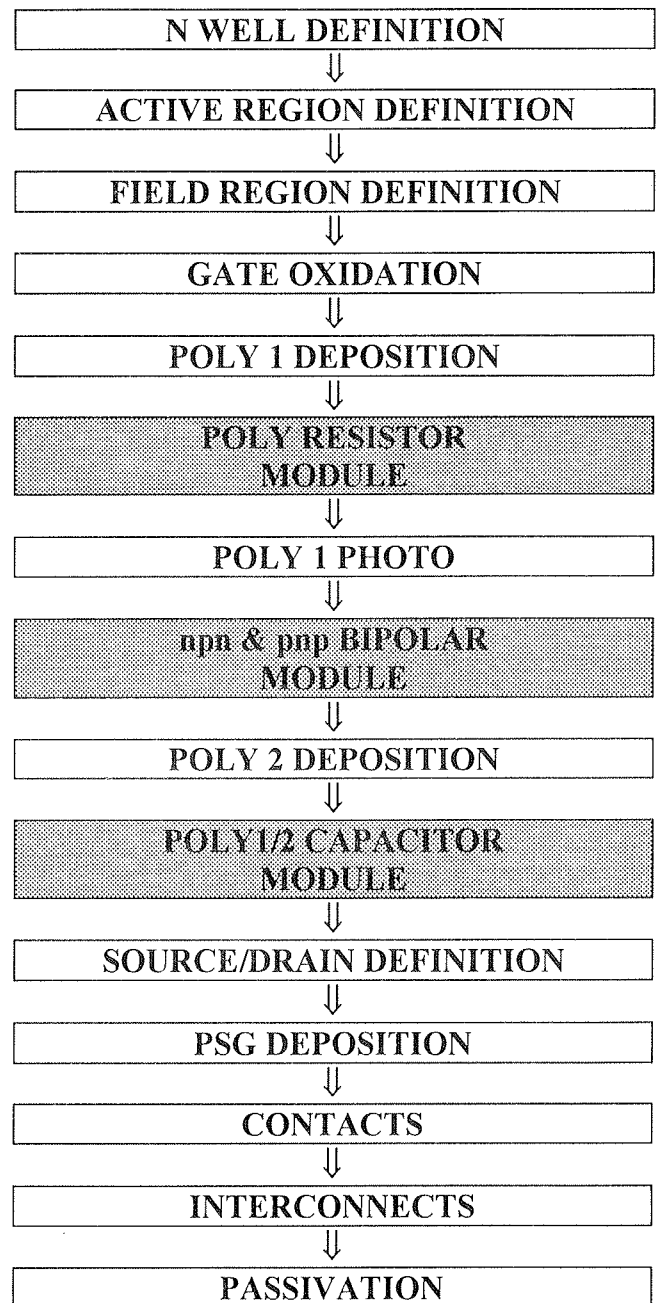 N WELL DEFINITION
⇓
ACTIVE REGION DEFINITION
⇓
FIELD REGION DEFINITION
⇓
GATE OXIDATION
⇓
POLY 1 DEPOSITION
⇓
POLY RESISTOR
MODULE
⇓
POLY 1 PHOTO
⇓
npn & pnp BIPOLAR
MODULE
⇓
POLY 2 DEPOSITION
⇓
POLY1/2 CAPACITOR
MODULE
⇓
SOURCE/DRAIN DEFINITION
⇓
PSG DEPOSITION
⇓
CONTACTS
⇓
INTERCONNECTS
⇓
PASSIVATION